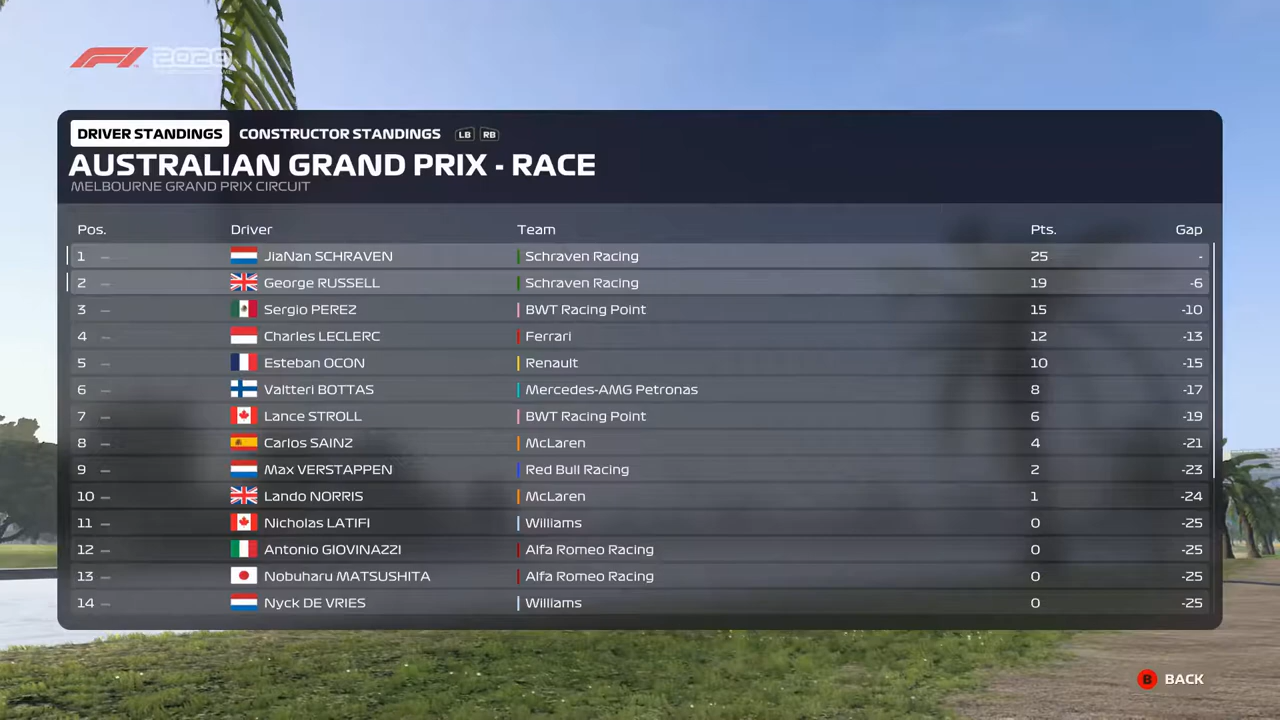 F1 2020
DRIVER STANDINGS CONSTRUCTOR STANDINGS LB RB
AUSTRALIAN GRAND PRIX - RACE
MELBOURNE GRAND PRIX CIRCUIT
Pos. Driver Team Pts. Gap
1 – JiaNan SCHRAVEN Schraven Racing 25 -
2 – George RUSSELL Schraven Racing 19 -6
3 – Sergio PEREZ BWT Racing Point 15 -10
4 – Charles LECLERC Ferrari 12 -13
5 – Esteban OCON Renault 10 -15
6 – Valtteri BOTTAS Mercedes-AMG Petronas 8 -17
7 – Lance STROLL BWT Racing Point 6 -19
8 – Carlos SAINZ McLaren 4 -21
9 – Max VERSTAPPEN Red Bull Racing 2 -23
10 – Lando NORRIS McLaren 1 -24
11 – Nicholas LATIFI Williams 0 -25
12 – Antonio GIOVINAZZI Alfa Romeo Racing 0 -25
13 – Nobuharu MATSUSHITA Alfa Romeo Racing 0 -25
14 – Nyck DE VRIES Williams 0 -25
B BACK